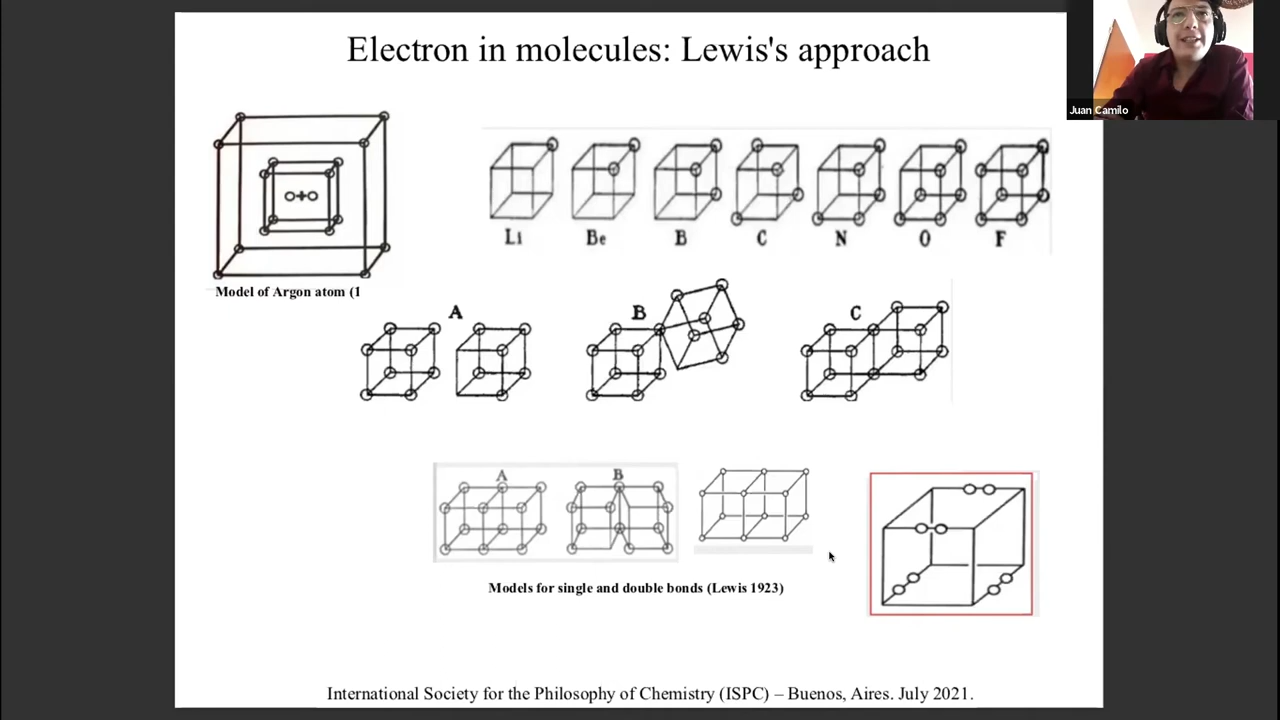 Electron in molecules: Lewis's approach
Juan Camilo
Li Be B C N O F
Model of Argon atom (1
A B C
A B
Models for single and double bonds (Lewis 1923)
International Society for the Philosophy of Chemistry (ISPC) – Buenos, Aires. July 2021.